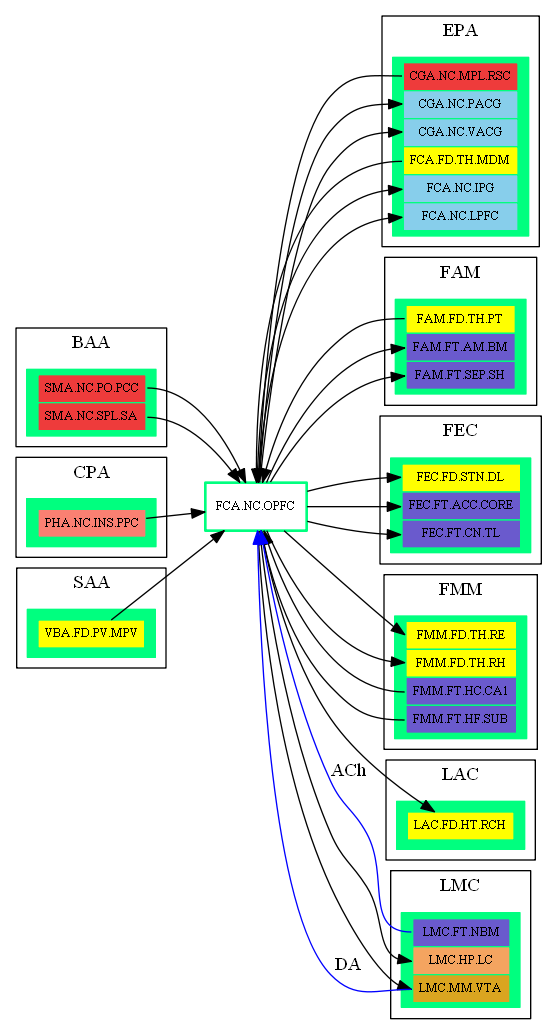 EPA
CGA.NC.MPL.RSC
CGA.NC.PACG
CGA.NC.VACG
FCA.FD.TH.MDM
FCA.NC.IPG
FCA.NC.LPFC
FAM
FAM.FD.TH.PT
FAM.FT.AM.BM
FAM.FT.SEP.SH
BAA
SMA.NC.PO.PCC
SMA.NC.SPL.SA
CPA
PHA.NC.INS.PPC
SAA
VBA.FD.PV.MPV
FCA.NC.OPFC
FEC
FEC.FD.STN.DL
FEC.FT.ACC.CORE
FEC.FT.CN.TL
FMM
FMM.FD.TH.RE
FMM.FD.TH.RH
FMM.FT.HC.CA1
FMM.FT.HF.SUB
ACh
LAC
LAC.FD.HT.RCH
LMC
LMC.FT.NBM
LMC.HP.LC
LMC.MM.VTA
DA